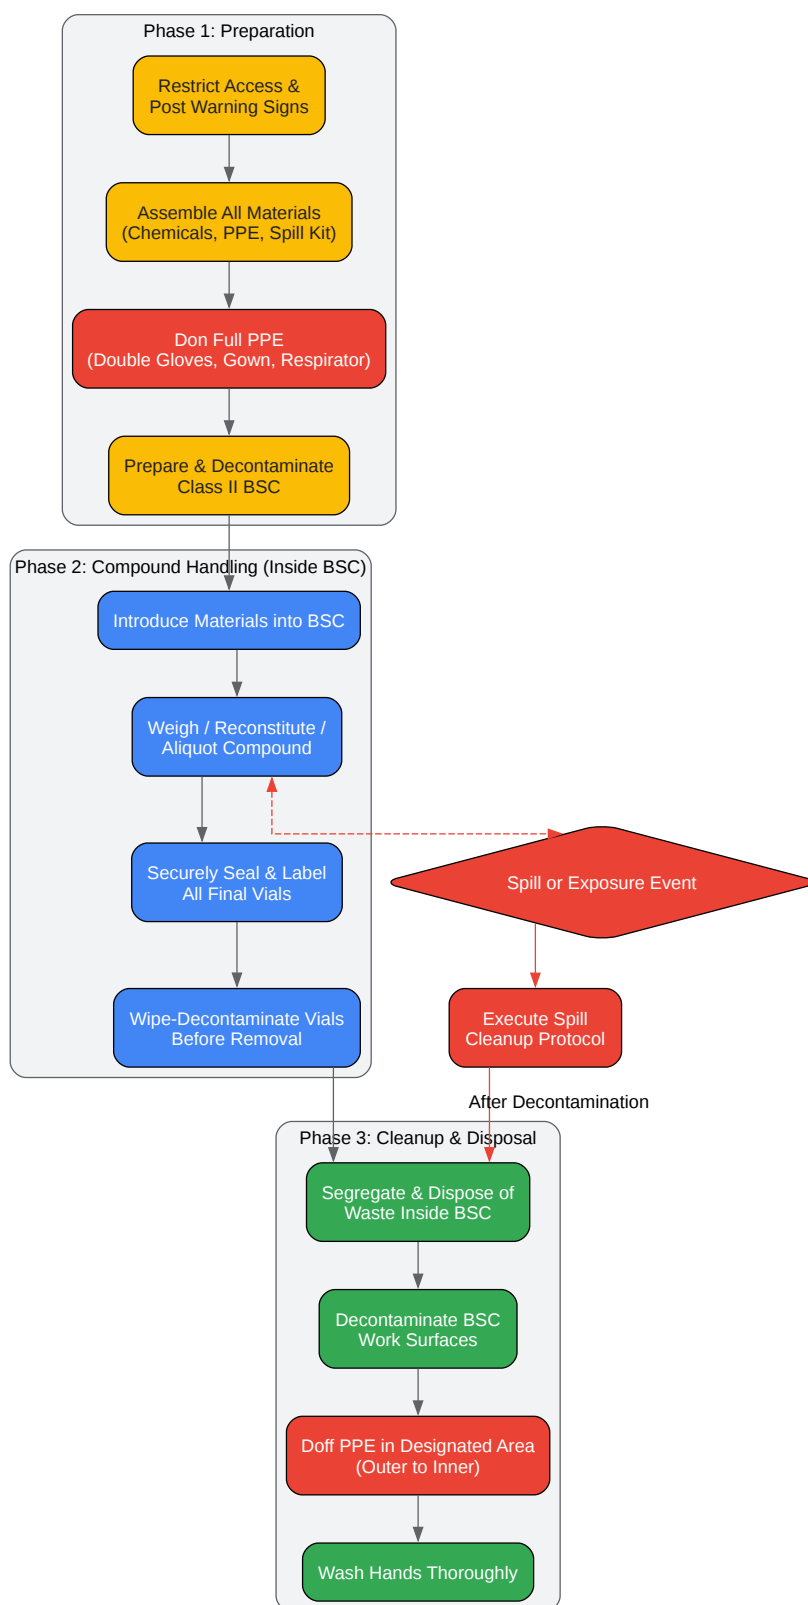 Phase 1: Preparation
Restrict Access &
Post Warning Signs
Assemble All Materials
(Chemicals, PPE, Spill Kit)
Don Full PPE
(Double Gloves, Gown, Respirator)
Prepare & Decontaminate
Class II BSC
Phase 2: Compound Handling (Inside BSC)
Introduce Materials into BSC
Weigh / Reconstitute /
Aliquot Compound
Securely Seal & Label
All Final Vials
Spill or Exposure Event
Wipe-Decontaminate Vials
Before Removal
Execute Spill
Cleanup Protocol
After Decontamination
Phase 3: Cleanup & Disposal
Segregate & Dispose of
Waste Inside BSC
Decontaminate BSC
Work Surfaces
Doff PPE in Designated Area
(Outer to Inner)
Wash Hands Thoroughly